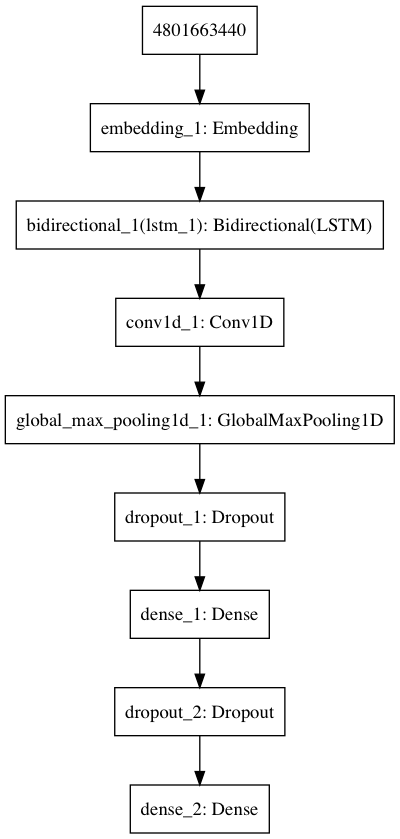 4801663440
embedding_1: Embedding
bidirectional_1(lstm_1): Bidirectional(LSTM)
conv1d_1: Conv1D
global_max_pooling1d_1: GlobalMaxPooling1D
dropout_1: Dropout
dense_1: Dense
dropout_2: Dropout
dense_2: Dense